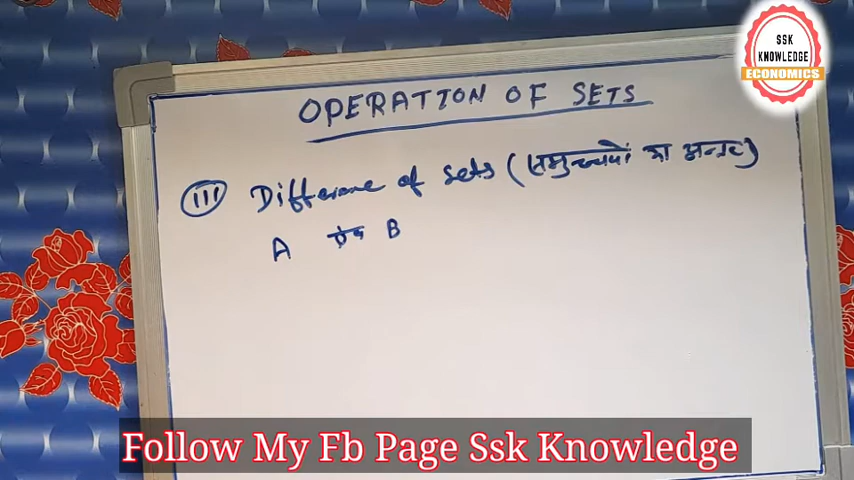 SSK
KNOWLEDGE
ECONOMICS
OPERATION OF SETS
(III) Difference of Sets (समुच्चयों का अन्तर)
A एवं B
Follow My Fb Page Ssk Knowledge